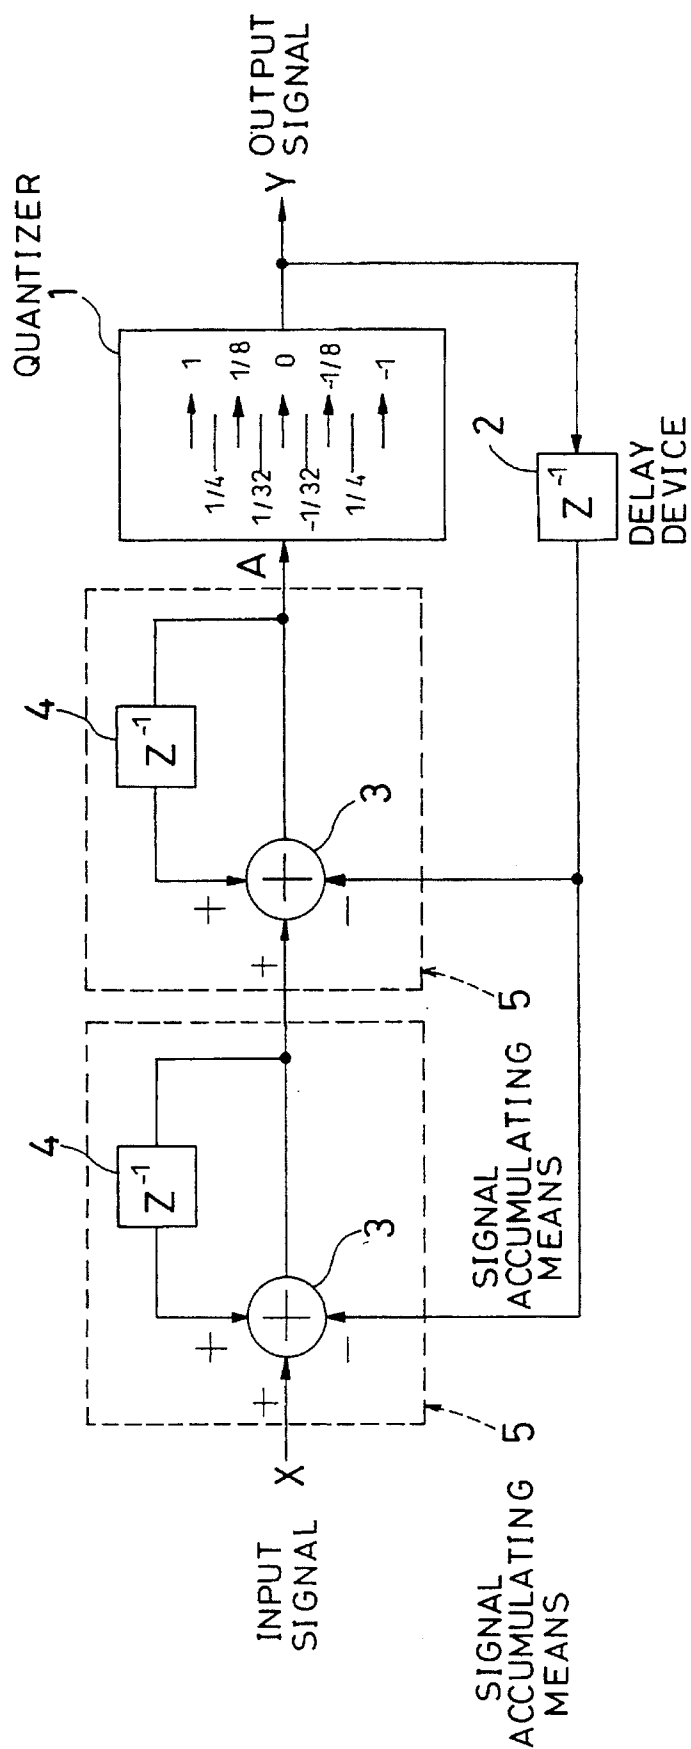 INPUT
SIGNAL
X
+
+
−
3
4
Z⁻¹
5
SIGNAL
ACCUMULATING
MEANS
+
+
−
3
4
Z⁻¹
5
SIGNAL
ACCUMULATING
MEANS
A
QUANTIZER
1
1/4
1/32
-1/32
1/4
1
1/8
0
-1/8
-1
2
Z⁻¹
DELAY
DEVICE
Y
OUTPUT
SIGNAL